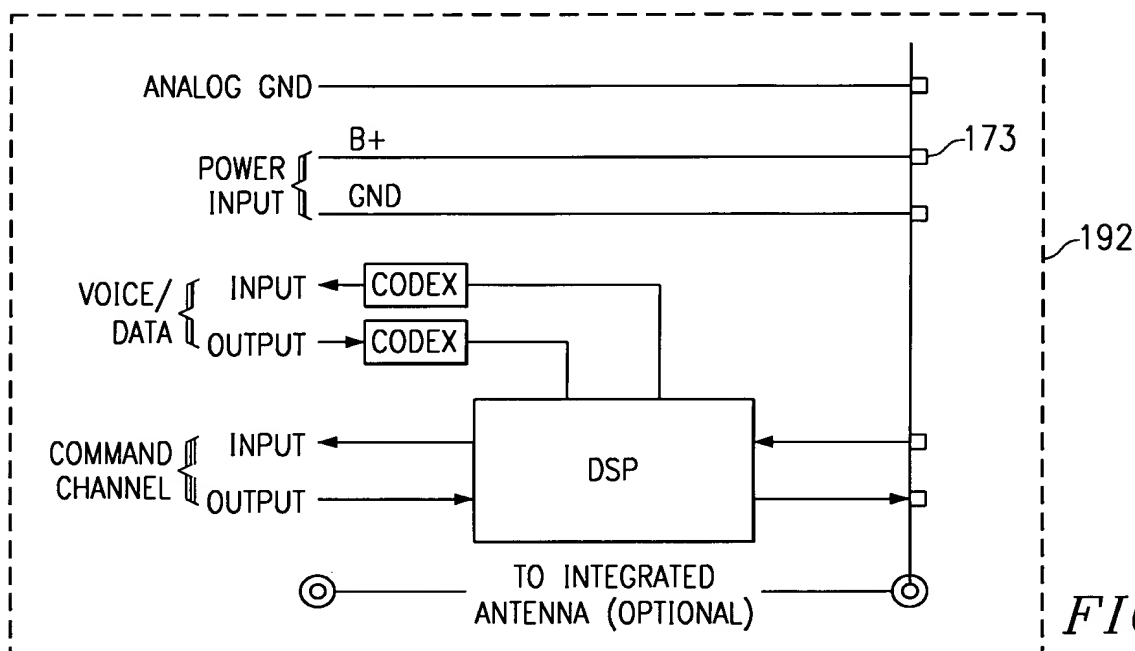 ANALOG GND
B+
173
POWER
INPUT
GND
192
VOICE/
DATA
INPUT
CODEX
OUTPUT
CODEX
COMMAND
CHANNEL
INPUT
OUTPUT
DSP
TO INTEGRATED
ANTENNA (OPTIONAL)